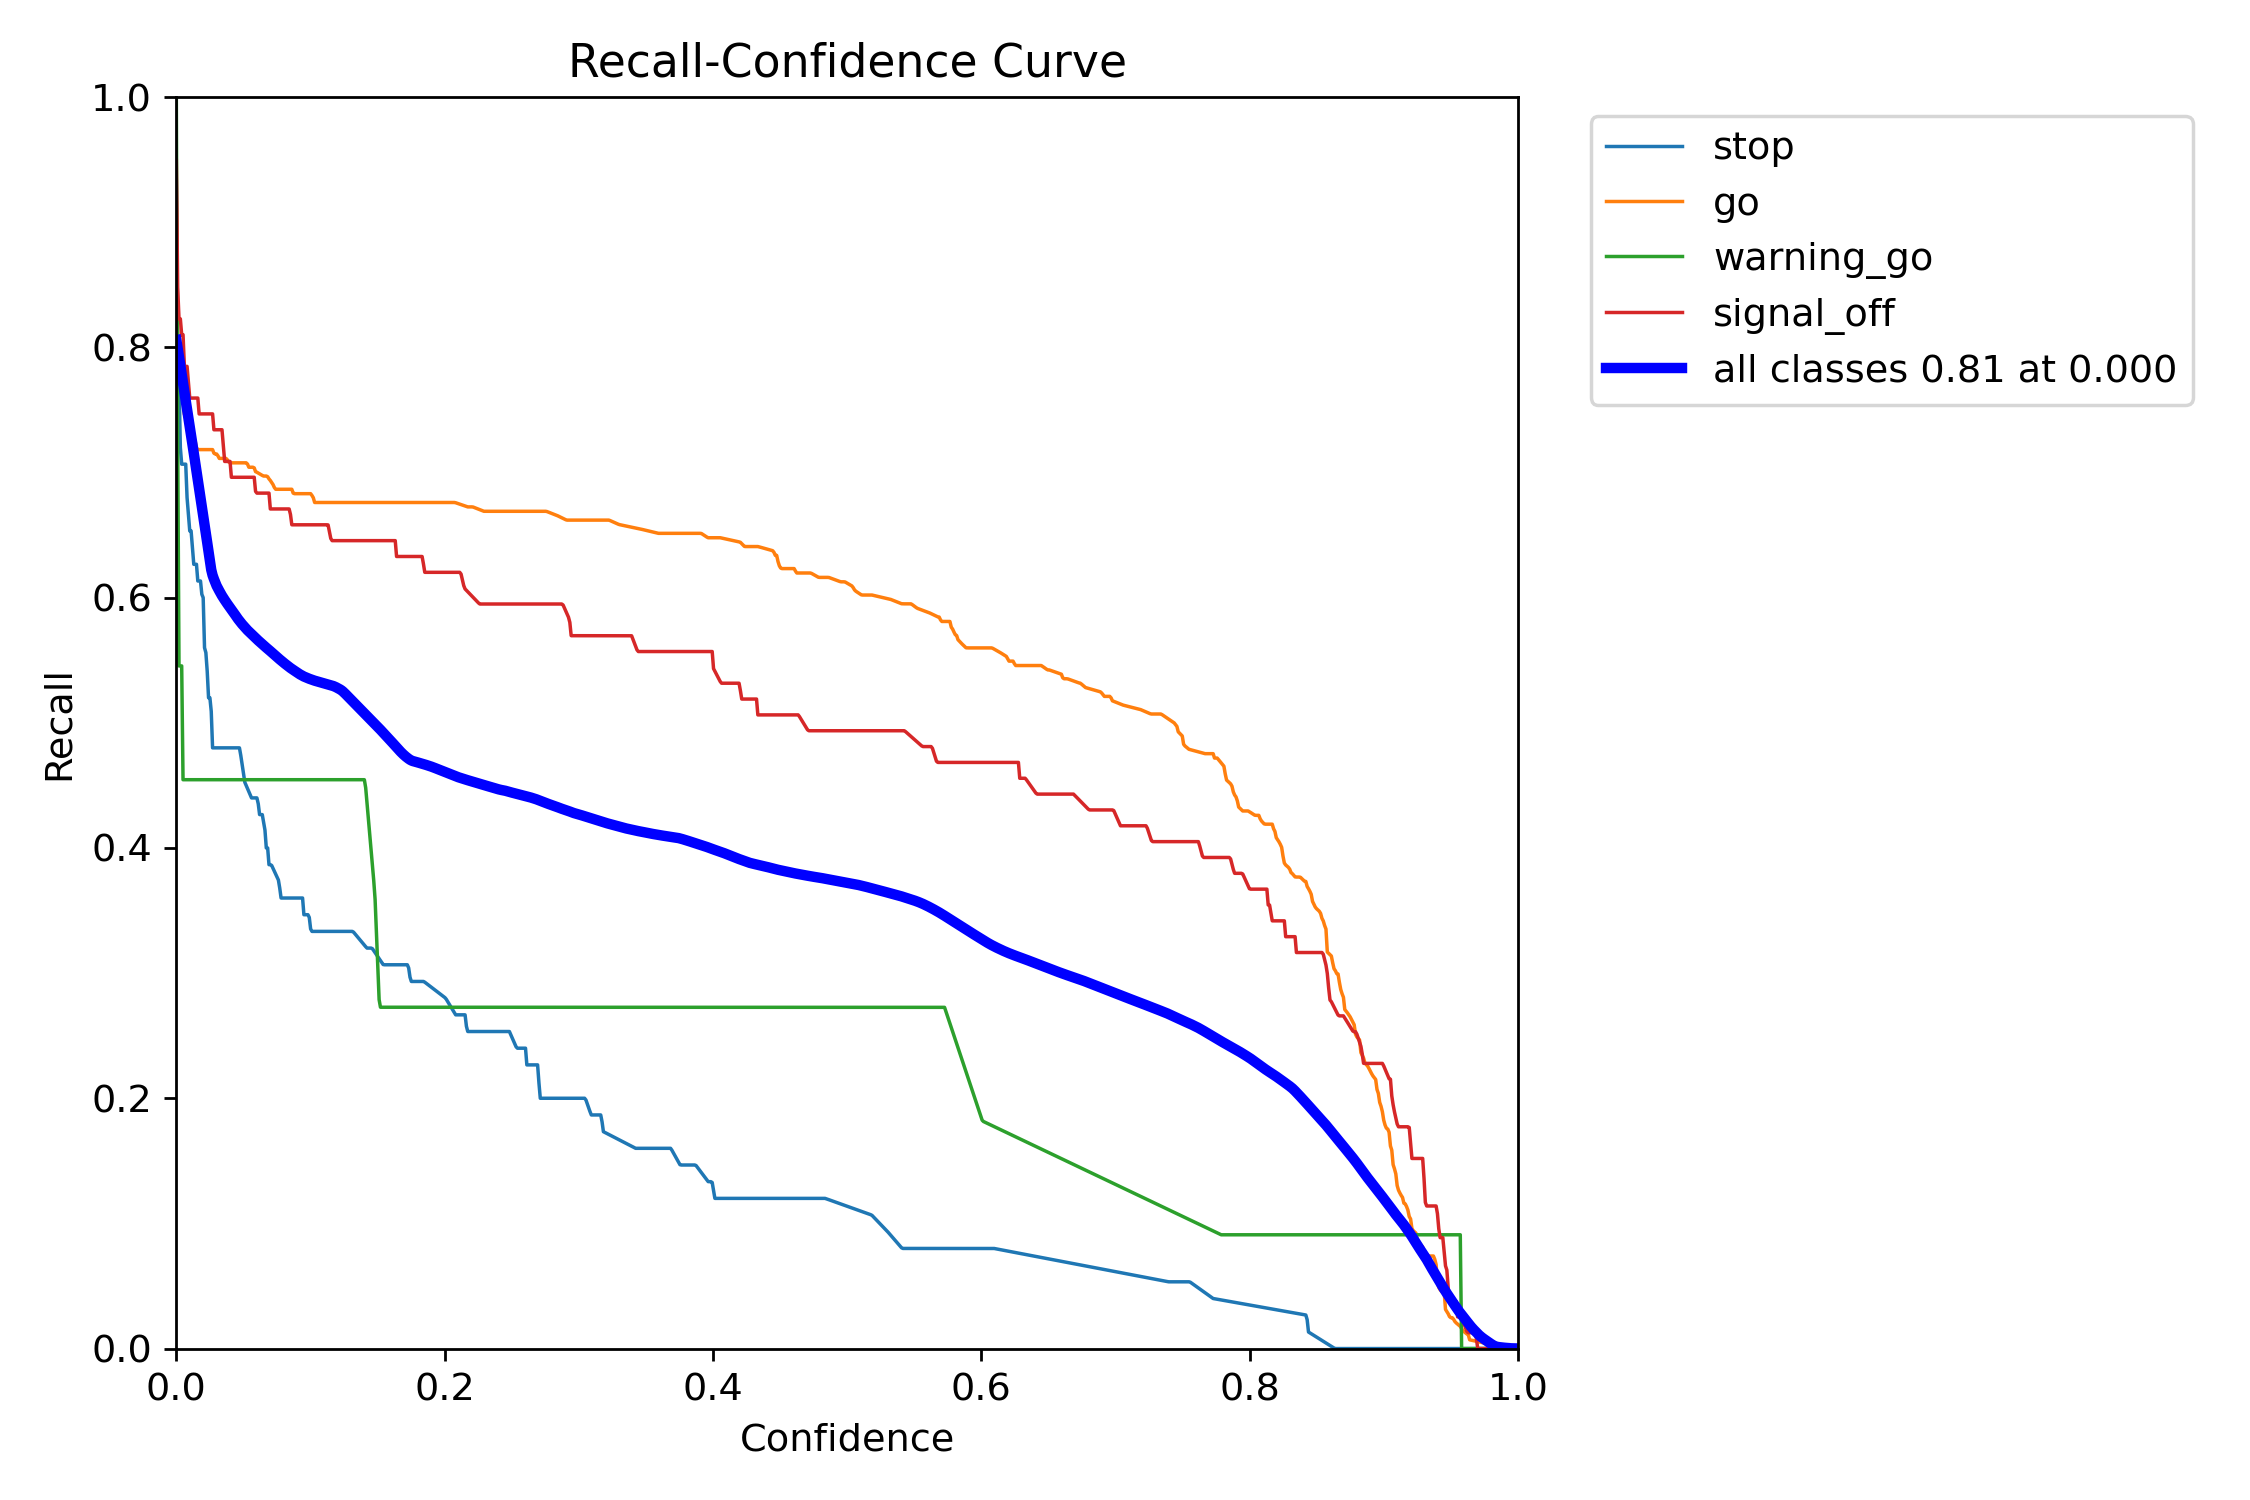 Recall-Confidence Curve
1.0
0.8
0.6
0.4
0.2
0.0
Recall
0.0 0.2 0.4 0.6 0.8 1.0
Confidence
stop
go
warning_go
signal_off
all classes 0.81 at 0.000